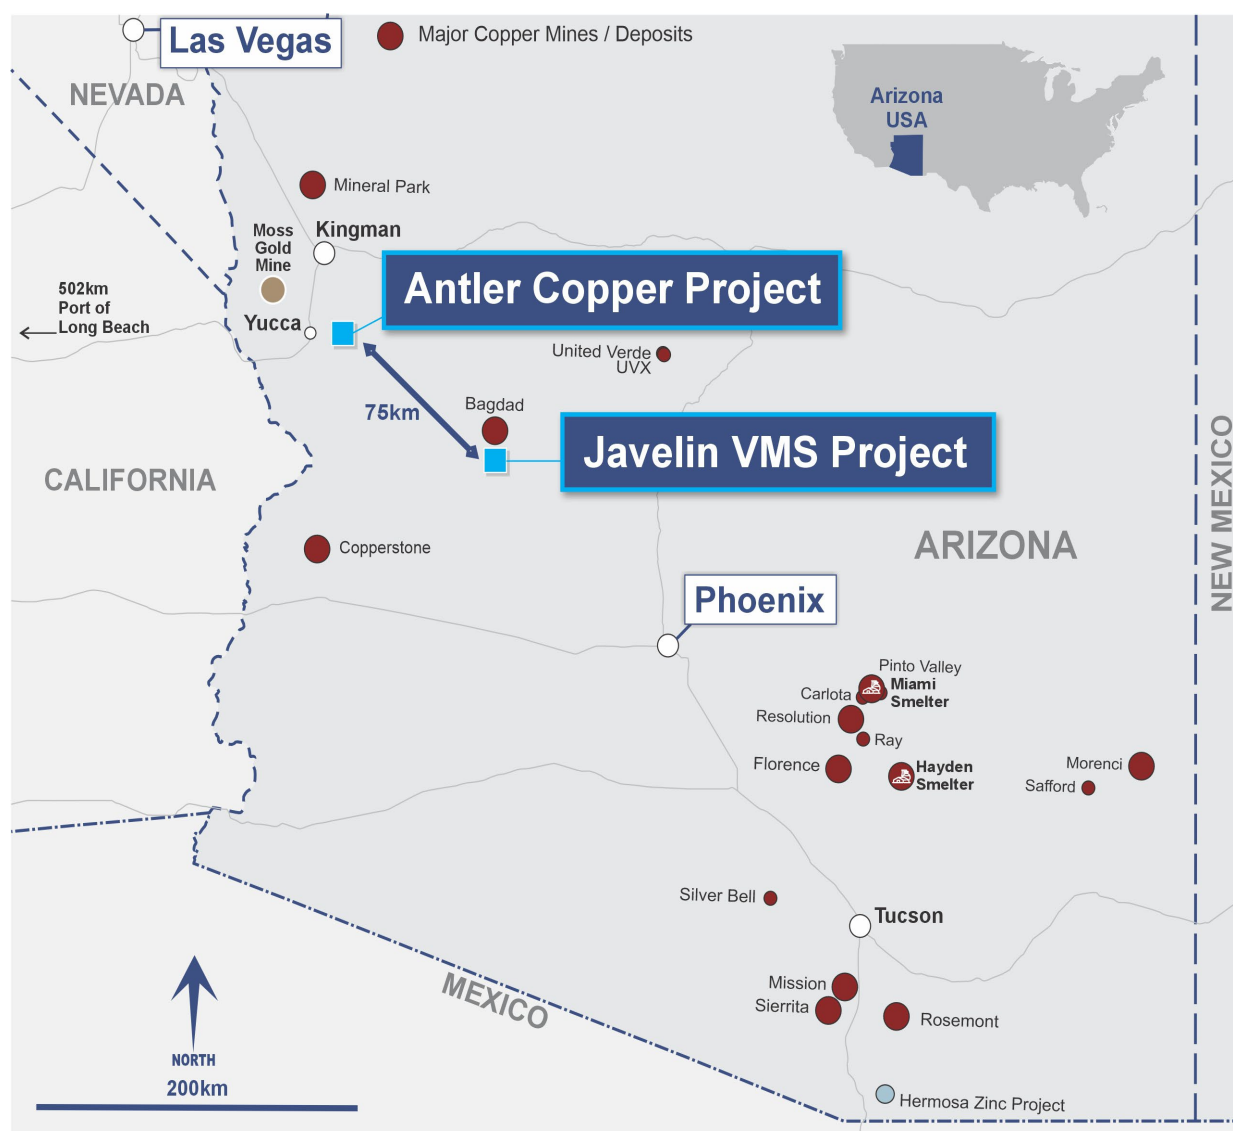 Las Vegas
Major Copper Mines / Deposits
NEVADA
Arizona
USA
Mineral Park
Moss
Gold
Mine
Kingman
Antler Copper Project
502km
Port of
Long Beach
Yucca
United Verde
UVX
75km
Bagdad
Javelin VMS Project
CALIFORNIA
NEW MEXICO
ARIZONA
Copperstone
Phoenix
Pinto Valley
Miami
Smelter
Carlota
Resolution
Ray
Florence
Hayden
Smelter
Morenci
Safford
Silver Bell
Tucson
MEXICO
Mission
Sierrita
Rosemont
NORTH
200km
Hermosa Zinc Project